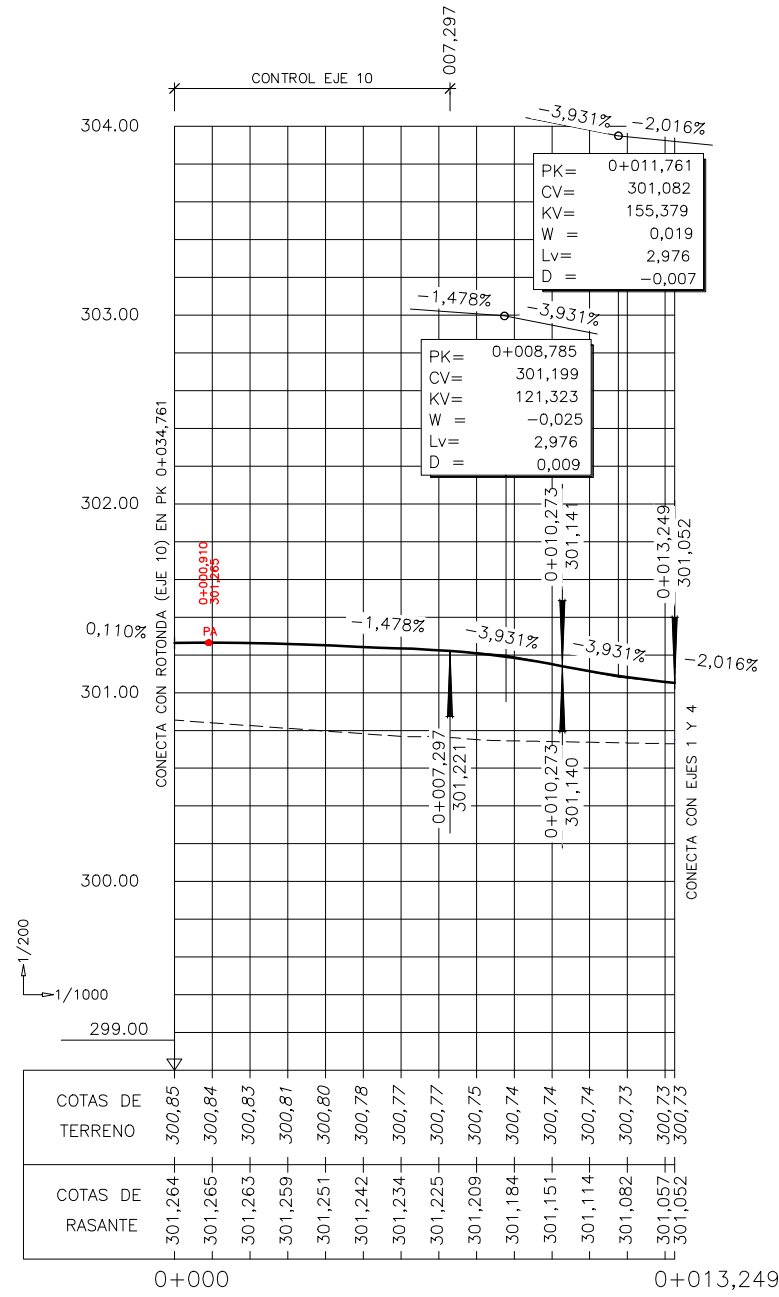 007,297
CONTROL EJE 10
304.00
−3,931%
−2,016%
PK= 0+011,761
CV= 301,082
KV= 155,379
W = 0,019
Lv= 2,976
D = −0,007
303.00
−1,478%
−3,931%
PK= 0+008,785
CV= 301,199
KV= 121,323
W = −0,025
Lv= 2,976
D = 0,009
302.00
CONECTA CON ROTONDA (EJE 10) EN PK 0+034,761
0+000,910
301,265
PA
0+010,273
301,141
0+013,249
301,052
0,110%
−1,478%
−3,931%
−3,931%
−2,016%
301.00
0+007,297
301,221
0+010,273
301,140
CONECTA CON EJES 1 Y 4
300.00
1/200
1/1000
299.00
COTAS DE
TERRENO
300,85 300,84 300,83 300,81 300,80 300,78 300,77 300,77 300,75 300,74 300,74 300,74 300,73 300,73 300,73
COTAS DE
RASANTE
301,264 301,265 301,263 301,259 301,251 301,242 301,234 301,225 301,209 301,184 301,151 301,114 301,082 301,057 301,052
0+000
0+013,249